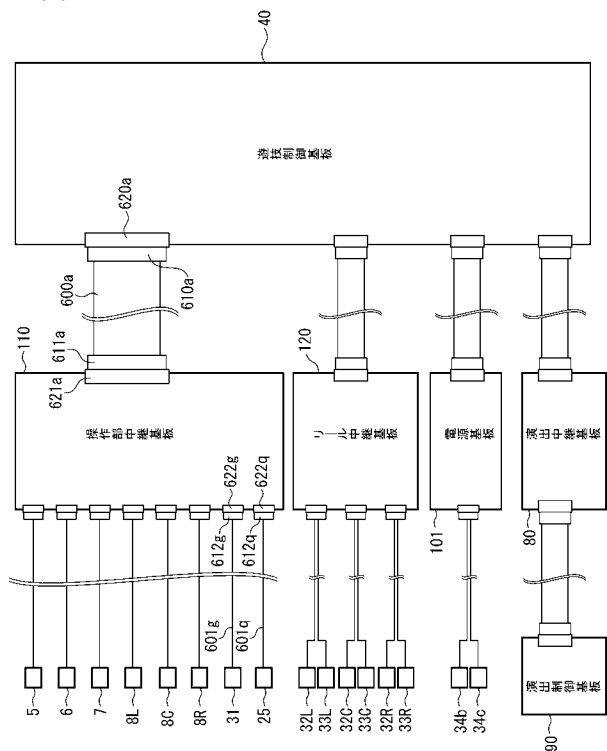 40
遊技制御基板
620a
610a
600a
611a
621a
110
操作部中継基板
622g
622q
612g
612q
601g
601q
5
6
7
8L
8C
8R
31
25
120
リール中継基板
32L
33L
32C
33C
32R
33R
電源基板
101
34b
34c
演出中継基板
80
演出制御基板
90